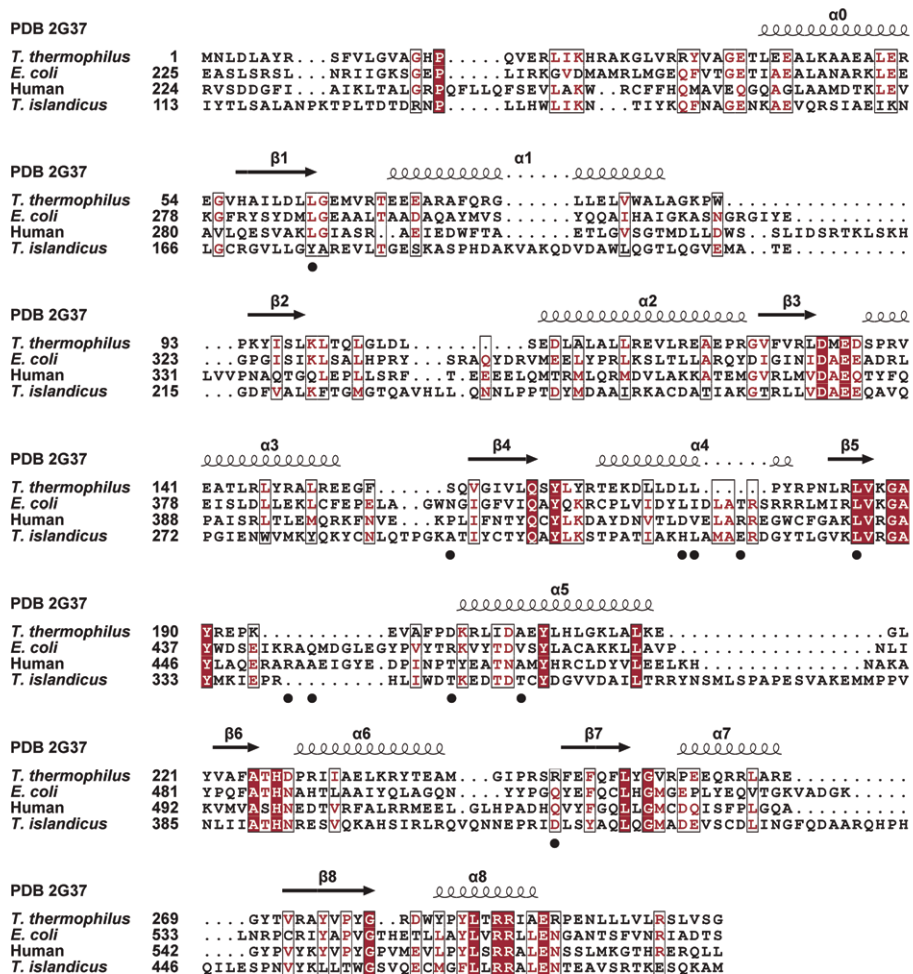 α0
PDB 2G37
T. thermophilus 1 MNLDLAYR...SFVLGVAGHP.....QVERLIKHRAKGLVRRYVAGETLEEALKAAEALER
E. coli 225 EASLSRSL...NRIIGKSGEP.....LIRKGVDMAMRLMGEQFVTGETIAEALANARKLEE
Human 224 RVSDDGFI...AIKLTALGRPQFLLQFSEVLAKW..RCFFHQMAVEQGQAGLAAMDTKLEV
T. islandicus 113 IYTLSALANPKTPLTDTDRNP.....LLHWLIKN...TIYKQFNAGENKAEVQRSIAEIKN
β1 α1
PDB 2G37
T. thermophilus 54 EGVHAILDLLGEMVRTEEEARAFQRG......LLELVWALAGKPW................
E. coli 278 KGFRYSYDMLGEAALTAADAQAYMVS......YQQAIHAIGKASNGRGIYE..........
Human 280 AVLQESVAKLGIASR..AEIEDWFTA......ETLGVSGTMDLLDWS..SLIDSRTKLSKH
T. islandicus 166 LGCRGVLLGYAREVLTGESKASPHDAKVAKQDVDAWLQGTLQGVEMA..TE..........
β2 α2 β3
PDB 2G37
T. thermophilus 93 ...PKYISLKLTQLGLDL..........SEDLALALLREVLREAEPRGVFVRLDMEDSPRV
E. coli 323 ...GPGISIKLSALHPRY...SRAQYDRVMEELYPRLKSLTLLARQYDIGINIDAEEADRL
Human 331 LVVPNAQTGQLEPLLSRF...T.EEEELQMTRMLQRMDVLAKKATEMGVRLMVDAEQTYFQ
T. islandicus 215 ...GDFVALKFTGMGTQAVHLL.QNNLPPTDYMDAAIRKACDATIAKGTRLLVDAEEQAVQ
α3 β4 α4 β5
PDB 2G37
T. thermophilus 141 EATLRLYRALREEGF......SQVGIVLQSYLYRTEKDLLDLL.....PYRPNLRLVKGA
E. coli 378 EISLDLLEKLCFEPELA..GWNGIGFVIQAYQKRCPLVIDYLIDLATRSRRRLMIRLVKGA
Human 388 PAISRLTLEMQRKFNVE...KPLIFNTYQCYLKDAYDNVTLDVELARREGWCFGAKLVRGA
T. islandicus 272 PGIENWVMKYQKYCNLQTPGKATIYCTYQAYLKSTPATIAKHLAMAERDGYTLGVKLVRGA
α5
PDB 2G37
T. thermophilus 190 YREPK............EVAFPDKRLIDAEYLHLGKLALKE..................GL
E. coli 437 YWDSEIKRAQMDGLEGYPVYTRKVYTDVSYLACAKKLLAVP.................NLI
Human 446 YLAQERARAAEIGYE.DPINPTYEATNAMYHRCLDYVLEELKH...............NAKA
T. islandicus 333 YMKIEPR...........HLIWDTKEDTDTCYDGVVDAILTRRYNSMLSPAPESVAKEMMPPV
β6 α6 β7 α7
PDB 2G37
T. thermophilus 221 YVAFATHDPRIIAELKRYTEAM...GIPRSRFEFQFLYGVRPEEQRRLARE..........
E. coli 481 YPQFATHNAHTLAAIYQLAGQN....YYPGQYEFQCLHGMGEPLYEQVTGKVADGK.....
Human 492 KVMVASHNEDTVRFALRRMEEL.GLHPADHQVYFGQLLGMCDQISFPLGQA..........
T. islandicus 385 NLIIATHNRESVQKAHSIRLRQVQNNEPRIDLSYAQLQGMADEVSCDLINGFQDAARQHPH
β8 α8
PDB 2G37
T. thermophilus 269 ....GYTVRAYVPYG..RDWYPYLTRRIAERPENLLLVLRSLVSG
E. coli 533 ...LNRPCRIYAPVGTHETLLAYLVRRLLENGANTSFVNRIADTS
Human 542 ....GYPVYKYVPYGPVMEVLPYLSRRALENSSLMKGTHRERQLL
T. islandicus 446 QILESPNVYKLLTWGSVQECMGFLLRRALENTEAVSRTKESQKAM